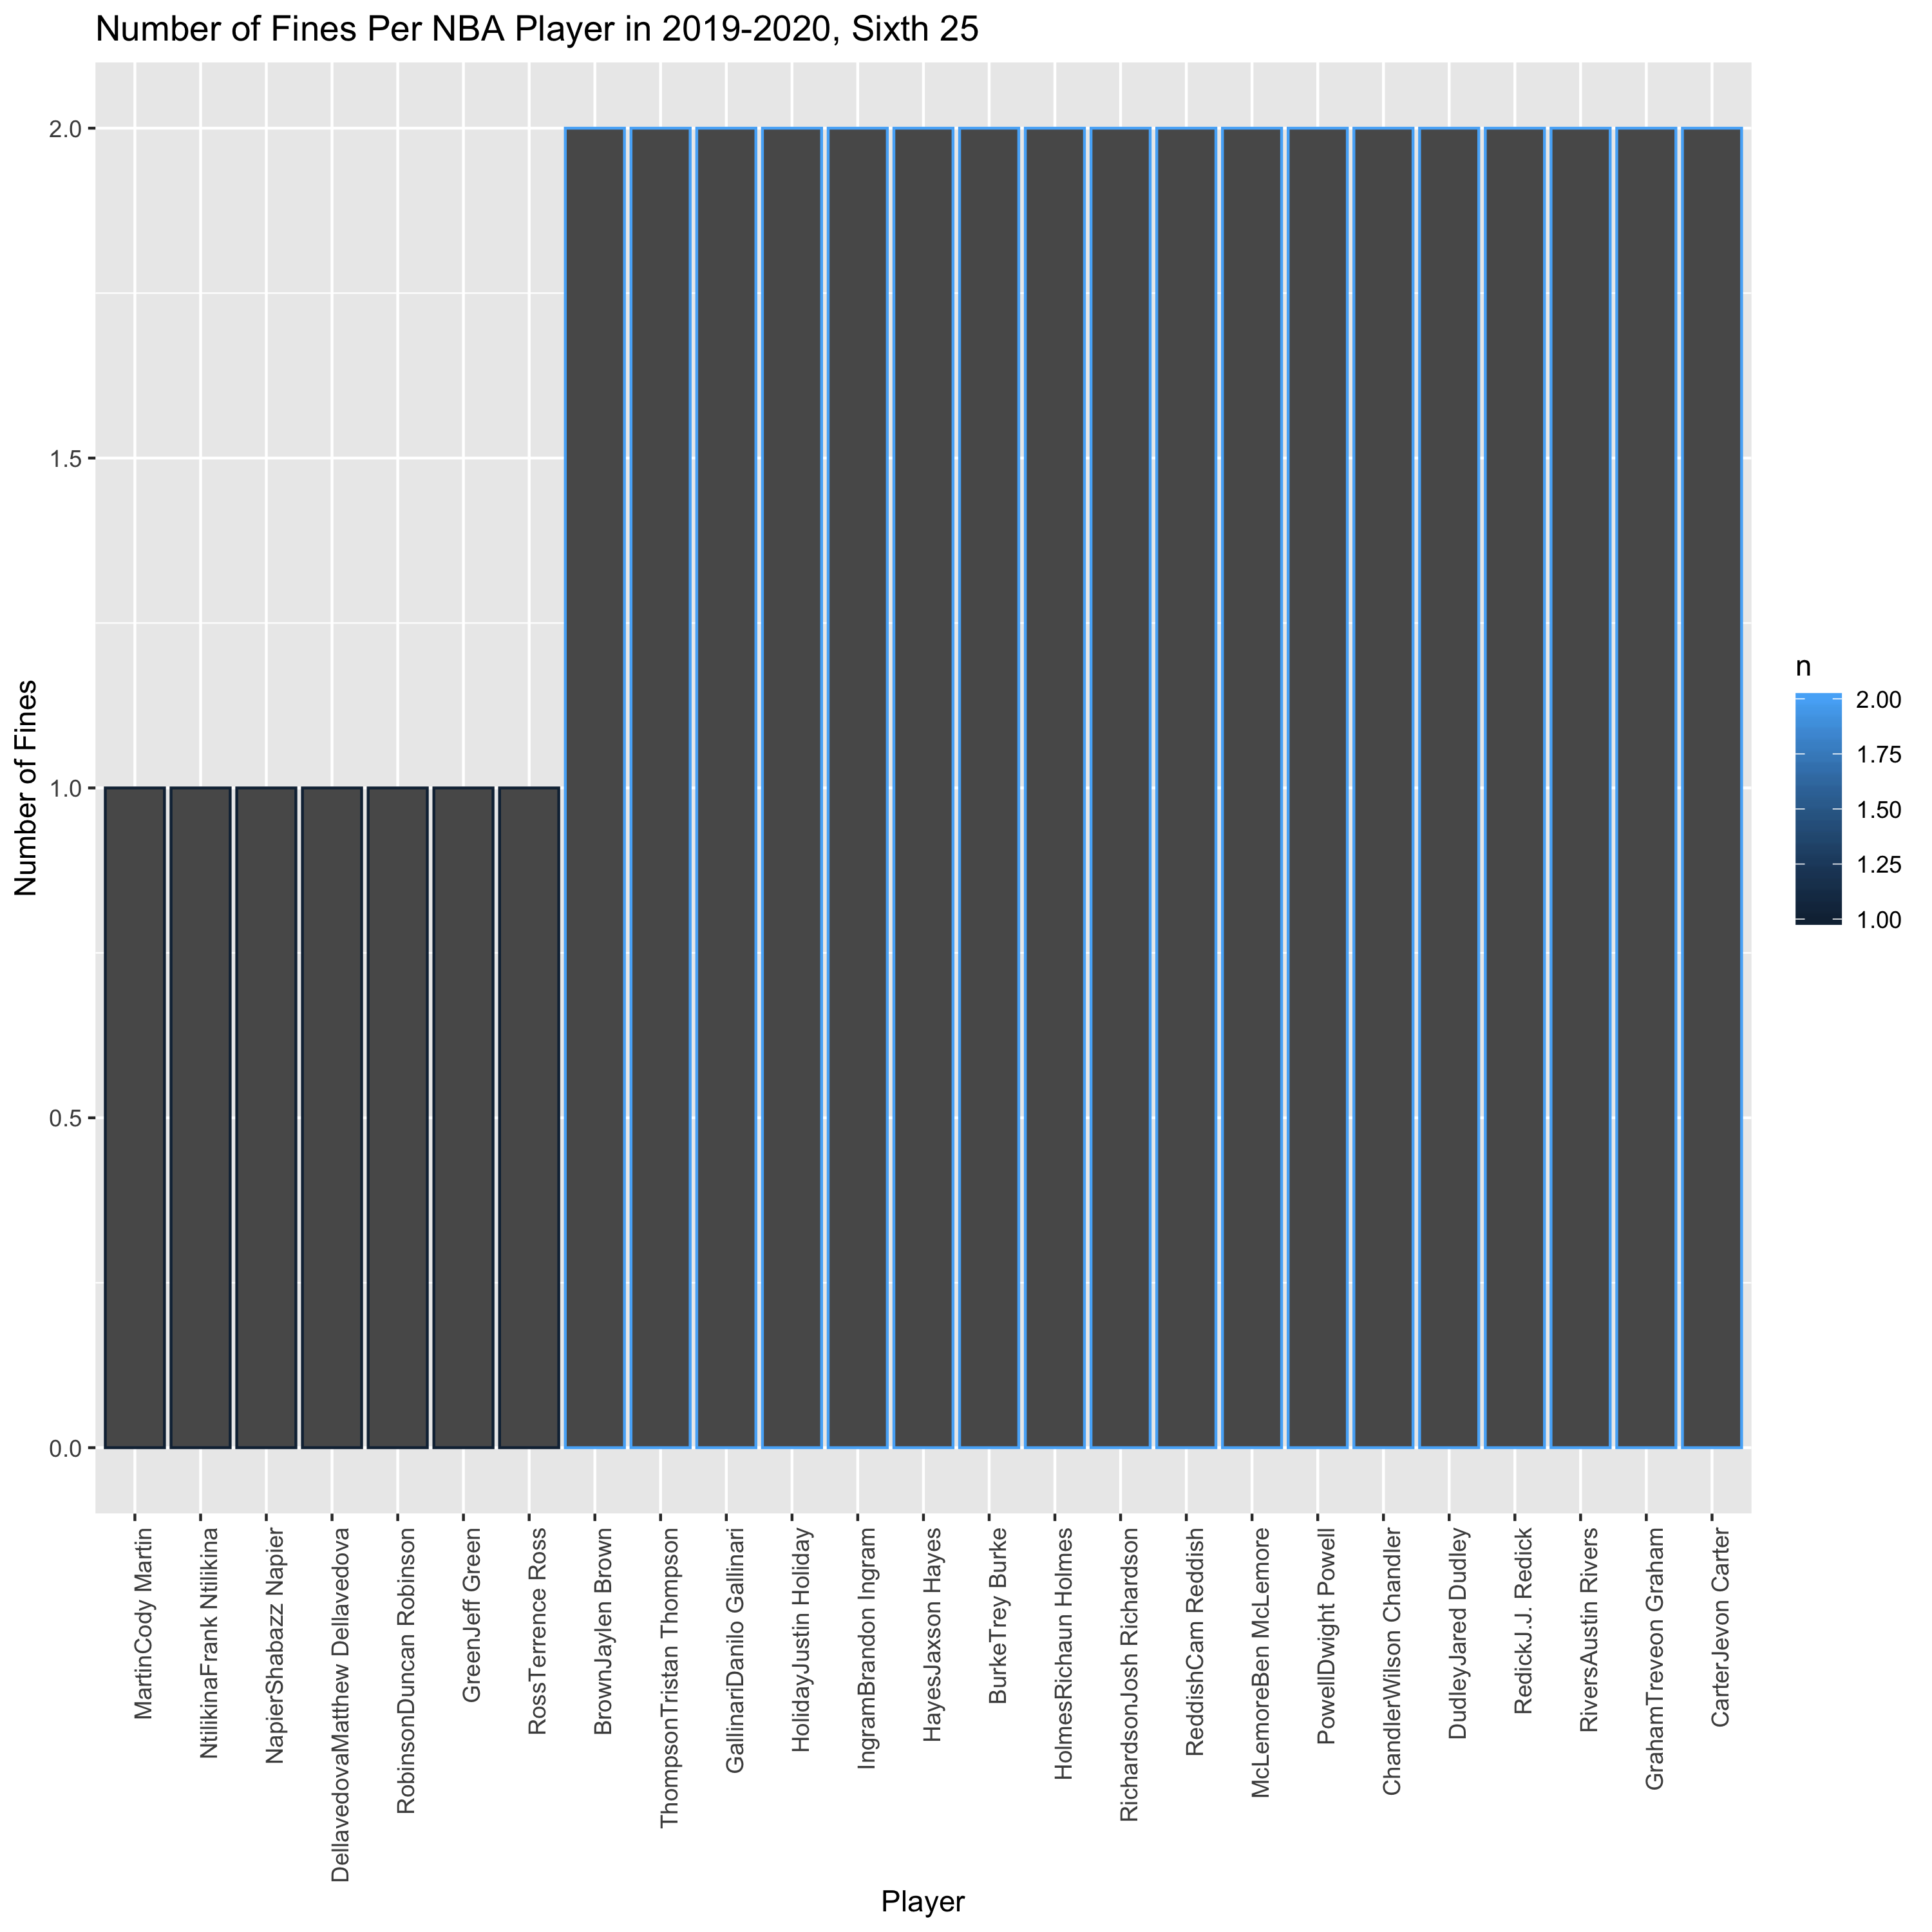 Number of Fines Per NBA Player in 2019-2020, Sixth 25
Number of Fines
2.0
1.5
1.0
0.5
0.0
MartinCody Martin
NtilikinaFrank Ntilikina
NapierShabazz Napier
DellavedovaMatthew Dellavedova
RobinsonDuncan Robinson
GreenJeff Green
RossTerrence Ross
BrownJaylen Brown
ThompsonTristan Thompson
GallinariDanilo Gallinari
HolidayJustin Holiday
IngramBrandon Ingram
HayesJaxson Hayes
BurkeTrey Burke
HolmesRichaun Holmes
RichardsonJosh Richardson
ReddishCam Reddish
McLemoreBen McLemore
PowellDwight Powell
ChandlerWilson Chandler
DudleyJared Dudley
RedickJ.J. Redick
RiversAustin Rivers
GrahamTreveon Graham
CarterJevon Carter
Player
n
2.00
1.75
1.50
1.25
1.00